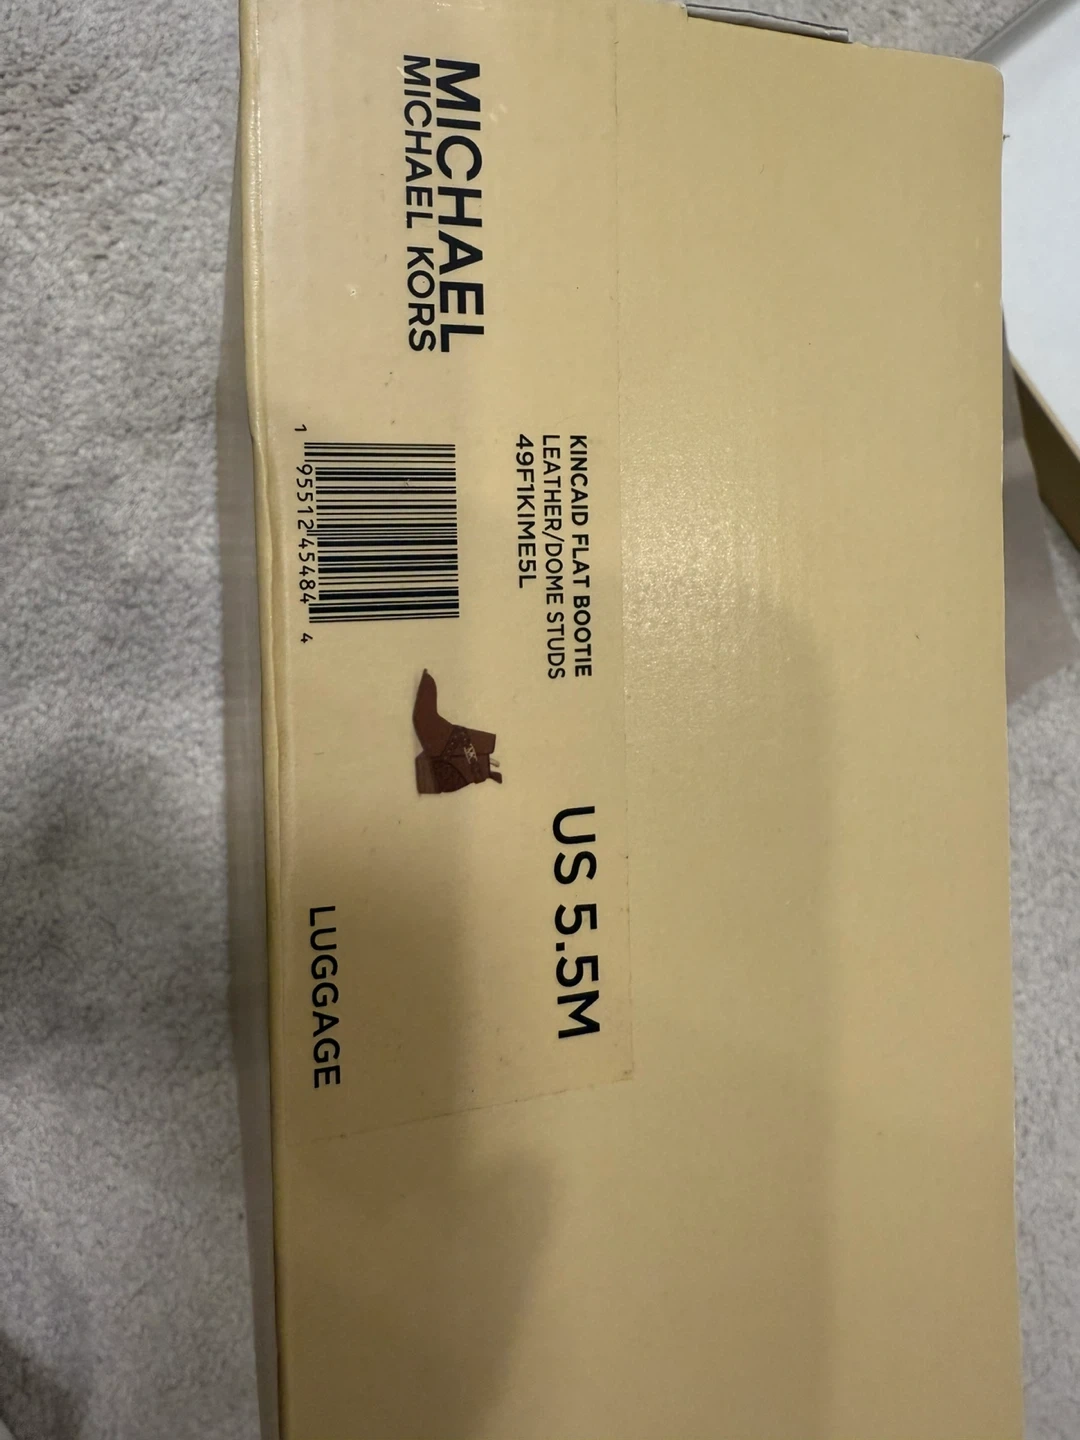 MICHAEL
MICHAEL KORS
KINCAID FLAT BOOTIE
LEATHER/DOME STUDS
49F1KIME5L
1 95512 45484 4
US 5.5M
LUGGAGE